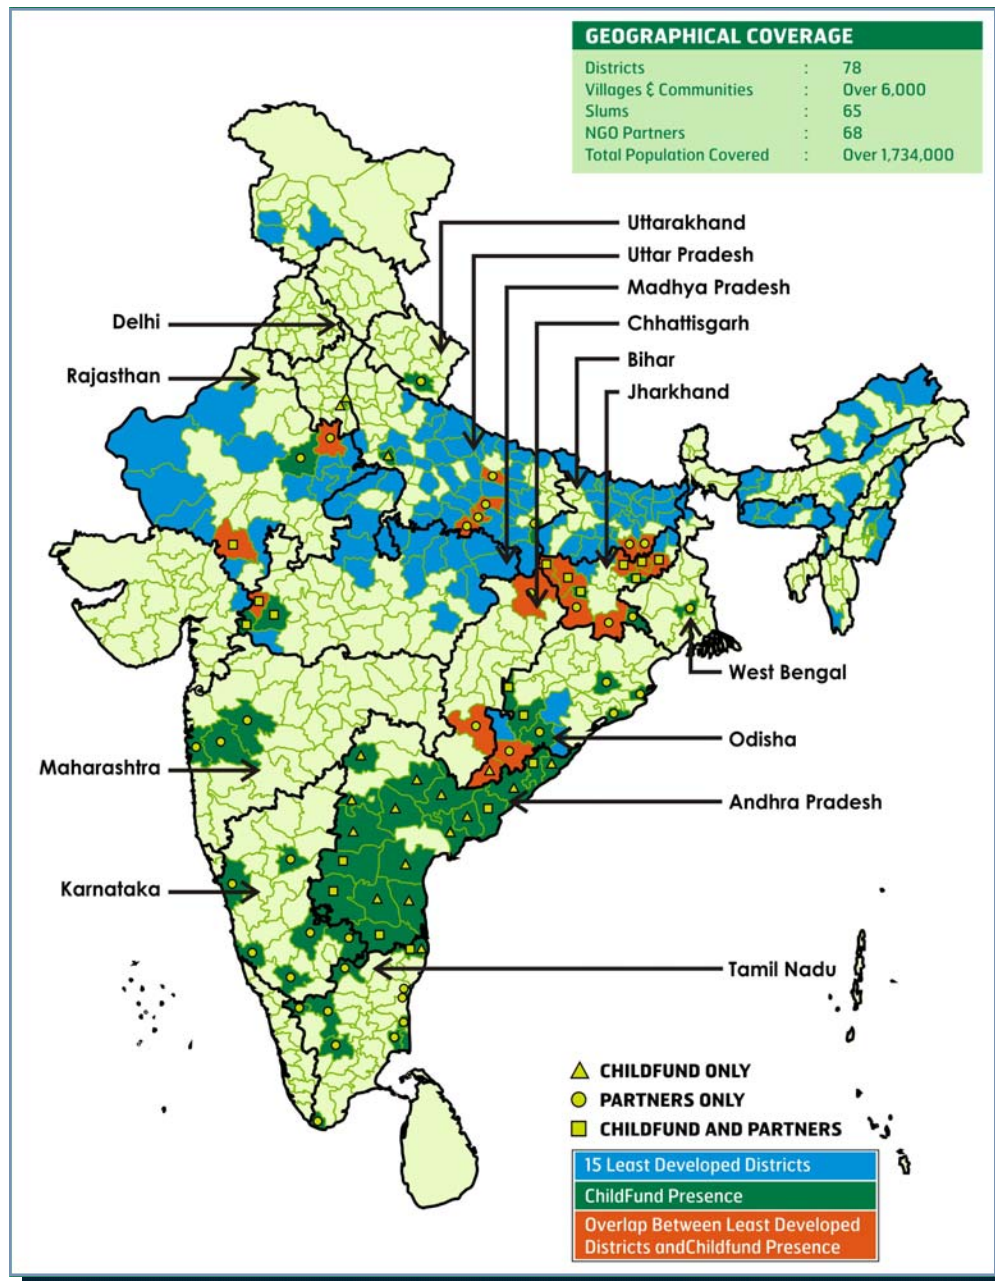 GEOGRAPHICAL COVERAGE
Districts : 78
Villages & Communities : Over 6,000
Slums : 65
NGO Partners : 68
Total Population Covered : Over 1,734,000
Uttarakhand
Uttar Pradesh
Madhya Pradesh
Delhi
Chhattisgarh
Bihar
Rajasthan
Jharkhand
West Bengal
Odisha
Maharashtra
Andhra Pradesh
Karnataka
Tamil Nadu
CHILDFUND ONLY
PARTNERS ONLY
CHILDFUND AND PARTNERS
15 Least Developed Districts
ChildFund Presence
Overlap Between Least Developed
Districts andChildfund Presence